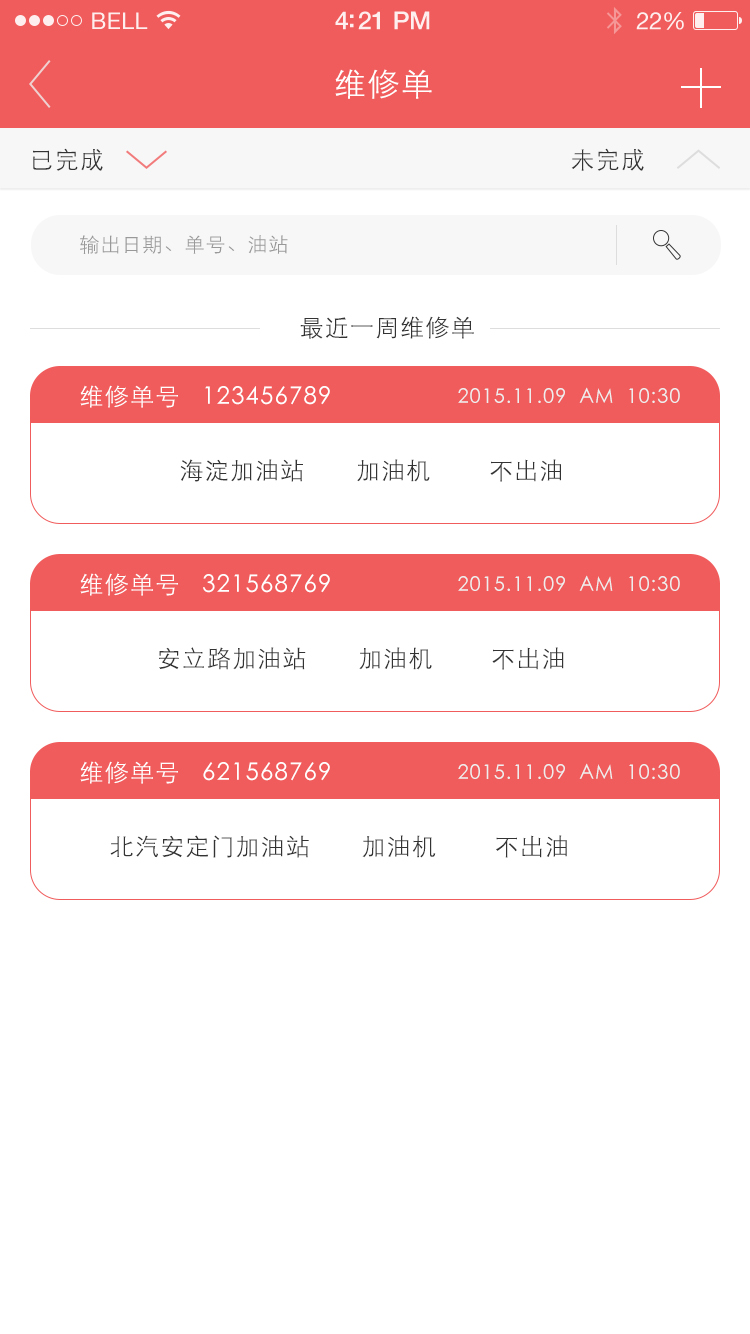 BELL 4:21 PM 22%
维修单
已完成 未完成
输出日期、单号、油站
最近一周维修单
维修单号 123456789 2015.11.09 AM 10:30
海淀加油站 加油机 不出油
维修单号 321568769 2015.11.09 AM 10:30
安立路加油站 加油机 不出油
维修单号 621568769 2015.11.09 AM 10:30
北汽安定门加油站 加油机 不出油